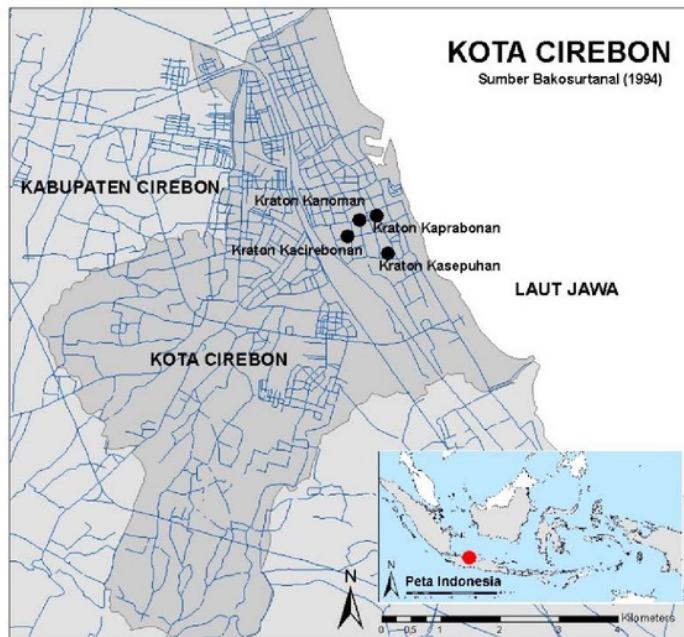 KOTA CIREBON
Sumber Bakosurtanal (1994)
KABUPATEN CIREBON
Kraton Kanoman
Kraton Kaprabonan
Kraton Kacirebonan
Kraton Kasepuhan
LAUT JAWA
KOTA CIREBON
N
N
Peta Indonesia
Kilometers
0 0,5 1 2 3 4